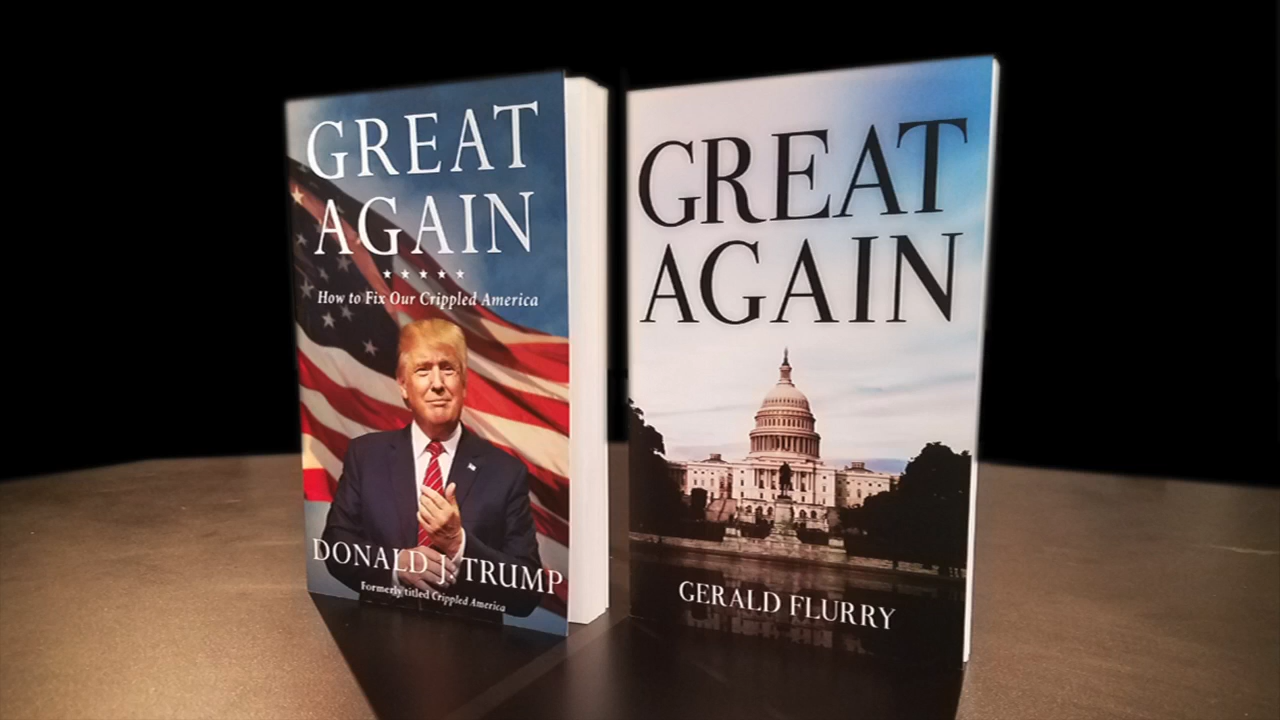 GREAT
AGAIN
How to Fix Our Crippled America
DONALD J. TRUMP
Formerly titled Crippled America
GREAT
AGAIN
GERALD FLURRY